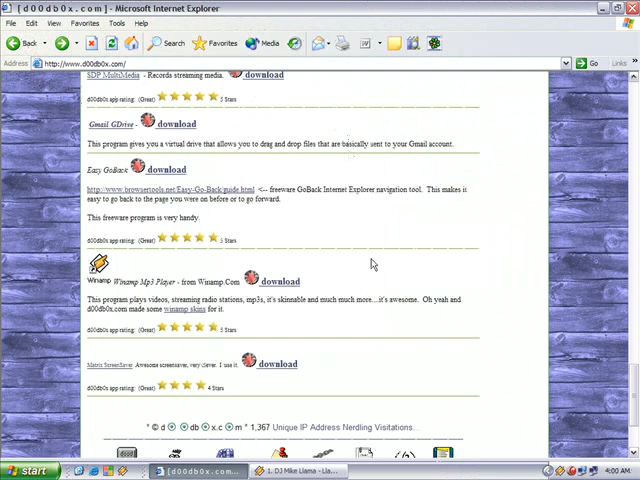 [ d 0 0 d b 0 x . c o m ] - Microsoft Internet Explorer
File Edit View Favorites Tools Help
Back Search Favorites Media
Address http://www.d00db0x.com/ Go Links
SDP MultiMedia - Records streaming media. download
d00db0x app rating: (Great) 5 Stars
Gmail GDrive - download
This program gives you a virtual drive that allows you to drag and drop files that are basically sent to your Gmail account.
Easy GoBack download
http://www.browsertools.net/Easy-Go-Back/guide.html <-- freeware GoBack Internet Explorer navigation tool. This makes it
easy to go back to the page you were on before or to go forward.
This freeware program is very handy.
d00db0x app rating: (Great) 5 Stars
Winamp
Winamp Mp3 Player - from Winamp.Com download
This program plays videos, streaming radio stations, mp3s, it's skinnable and much much more....it's awesome. Oh yeah and
d00db0x.com made some winamp skins for it.
d00db0x app rating: (Great) 5 Stars
Matrix ScreenSaver Awesome screensaver, very clever. I use it. download
d00db0x app rating: (Great) 4 Stars
° © d db x.c m ° 1,367 Unique IP Address Nerdling Visitations...
start [ d 0 0 d b 0 x . c o m... 1. DJ Mike Llama - Lla... 4:00 AM